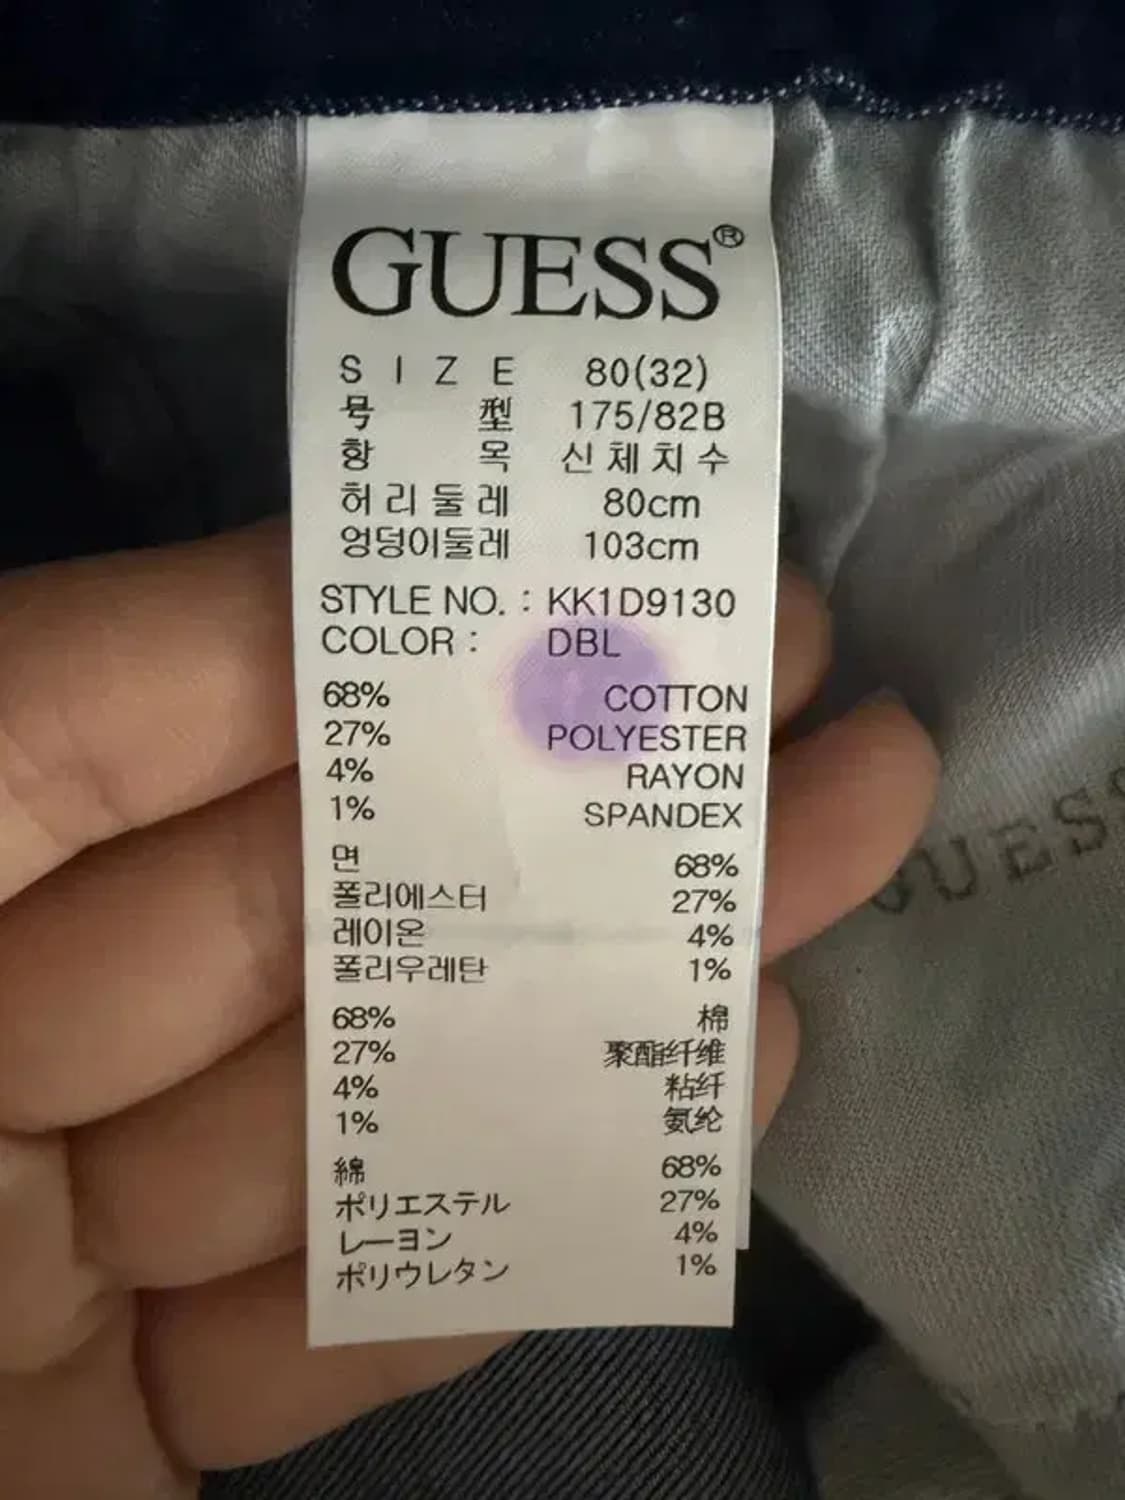 GUESS®
SIZE 80(32)
号型 175/82B
항목 신체치수
허리둘레 80cm
엉덩이둘레 103cm
STYLE NO. : KK1D9130
COLOR : DBL
68% COTTON
27% POLYESTER
4% RAYON
1% SPANDEX
면 68%
폴리에스터 27%
레이온 4%
폴리우레탄 1%
68% 棉
27% 聚酯纤维
4% 粘纤
1% 氨纶
綿 68%
ポリエステル 27%
レーヨン 4%
ポリウレタン 1%
GUESS